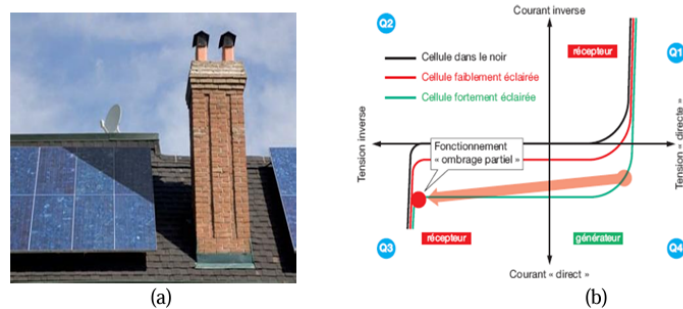 Q2
Courant inverse
récepteur
Q1
Cellule dans le noir
Cellule faiblement éclairée
Cellule fortement éclairée
Tension inverse
Fonctionnement
« ombrage partiel »
Tension « directe »
Q3
récepteur
générateur
Q4
Courant « direct »
(a)
(b)